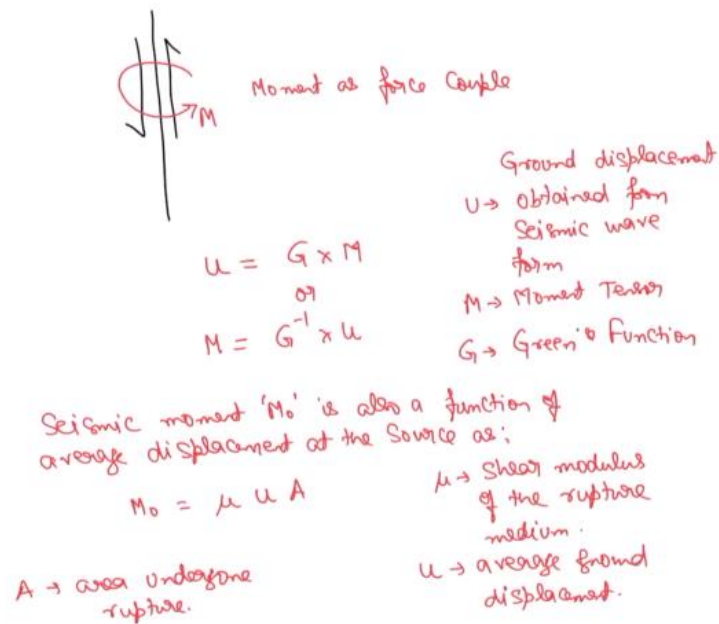 M
Moment as force Couple
Ground displacement
U → obtained from
Seismic wave
form
u = G × M
or
M = G⁻¹ × u
M → Moment Tensor
G → Green's Function
Seismic moment 'M₀' is also a function of
average displacement at the Source as:
M₀ = μ u A
μ → Shear modulus
of the rupture
medium.
A → area undergone
rupture.
u → average ground
displacement.